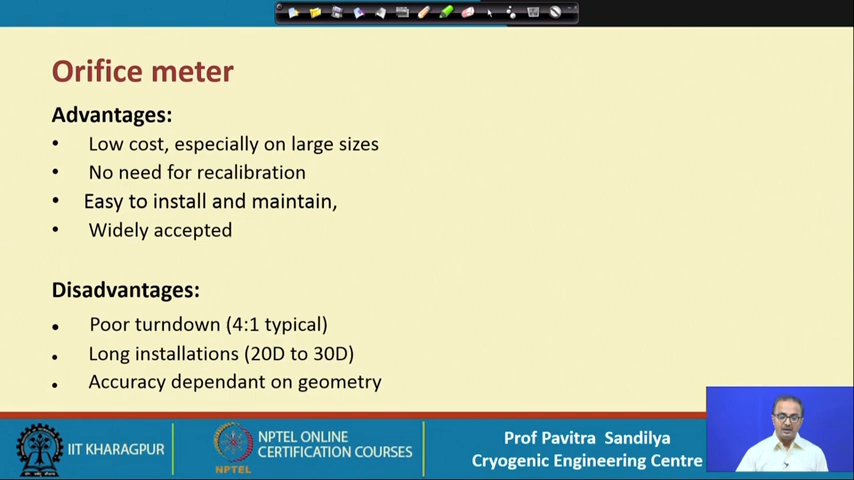 Orifice meter
Advantages:
• Low cost, especially on large sizes
• No need for recalibration
• Easy to install and maintain,
• Widely accepted
Disadvantages:
• Poor turndown (4:1 typical)
• Long installations (20D to 30D)
• Accuracy dependant on geometry
IIT KHARAGPUR
NPTEL
NPTEL ONLINE
CERTIFICATION COURSES
Prof Pavitra Sandilya
Cryogenic Engineering Centre